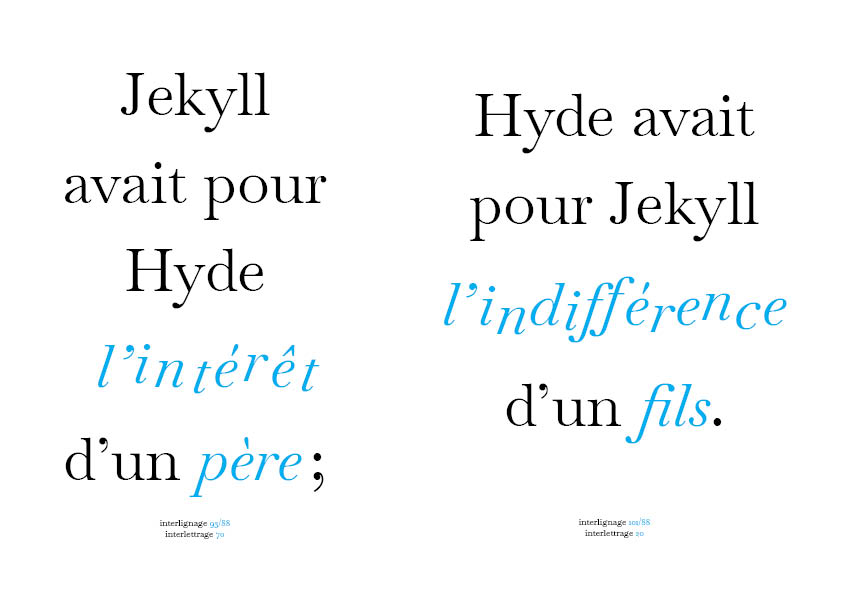 Jekyll
avait pour
Hyde
l’intérêt
d’un père ;
interlignage 95/88
interlettrage 70
Hyde avait
pour Jekyll
l’indifférence
d’un fils.
interlignage 101/88
interlettrage 20